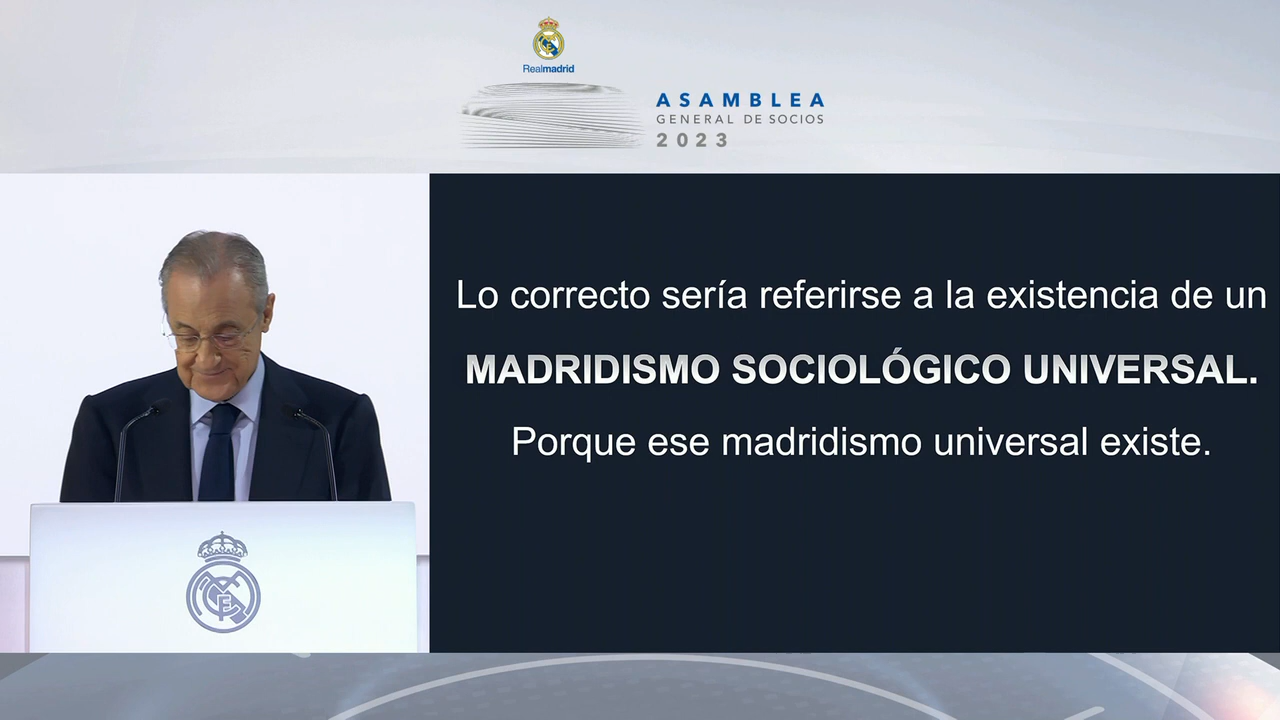 Realmadrid
ASAMBLEA
GENERAL DE SOCIOS
2023
Lo correcto sería referirse a la existencia de un
MADRIDISMO SOCIOLÓGICO UNIVERSAL.
Porque ese madridismo universal existe.